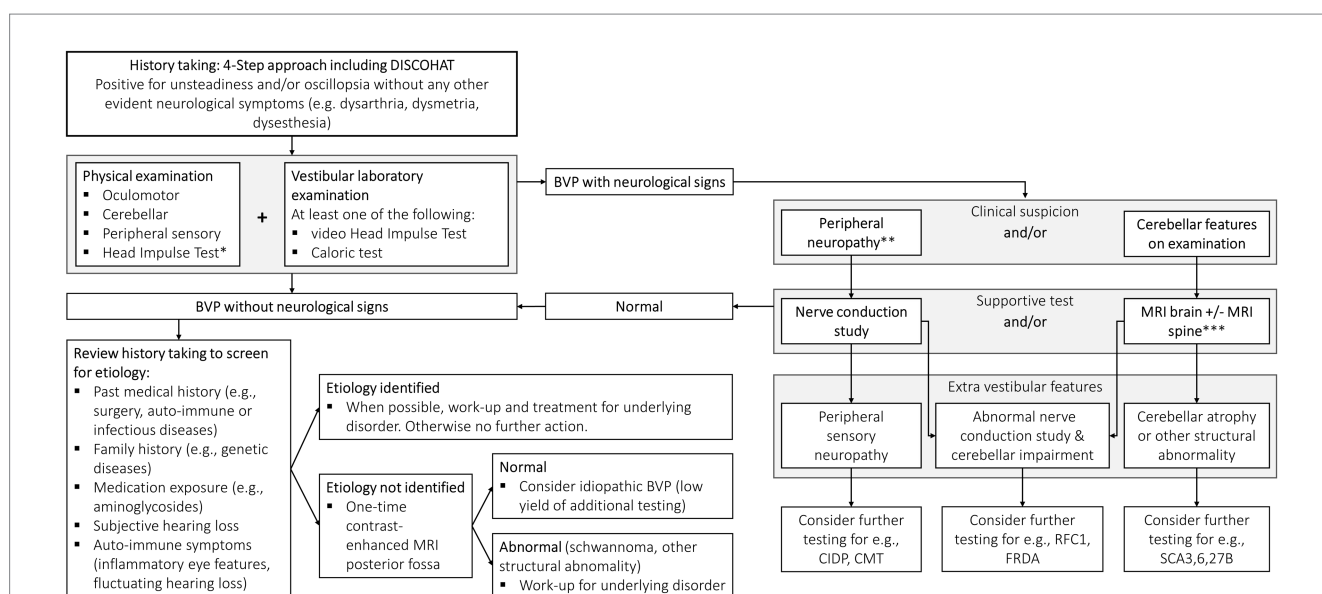 History taking: 4-Step approach including DISCOHAT
Positive for unsteadiness and/or oscillopsia without any other
evident neurological symptoms (e.g. dysarthria, dysmetria,
dysesthesia)
Physical examination
▪ Oculomotor
▪ Cerebellar
▪ Peripheral sensory
▪ Head Impulse Test*
+
Vestibular laboratory
examination
At least one of the following:
▪ video Head Impulse Test
▪ Caloric test
BVP with neurological signs
Clinical suspicion
and/or
Peripheral
neuropathy**
Cerebellar features
on examination
BVP without neurological signs
Normal
Supportive test
and/or
Nerve conduction
study
MRI brain +/- MRI
spine***
Review history taking to screen
for etiology:
▪ Past medical history (e.g.,
surgery, auto-immune or
infectious diseases)
▪ Family history (e.g., genetic
diseases)
▪ Medication exposure (e.g.,
aminoglycosides)
▪ Subjective hearing loss
▪ Auto-immune symptoms
(inflammatory eye features,
fluctuating hearing loss)
Etiology identified
▪ When possible, work-up and treatment for underlying
disorder. Otherwise no further action.
Etiology not identified
▪ One-time
contrast-
enhanced MRI
posterior fossa
Normal
▪ Consider idiopathic BVP (low
yield of additional testing)
Abnormal (schwannoma, other
structural abnomality)
▪ Work-up for underlying disorder
Extra vestibular features
Peripheral
sensory
neuropathy
Abnormal nerve
conduction study &
cerebellar impairment
Cerebellar atrophy
or other structural
abnormality
Consider further
testing for e.g.,
CIDP, CMT
Consider further
testing for e.g., RFC1,
FRDA
Consider further
testing for e.g.,
SCA3,6,27B